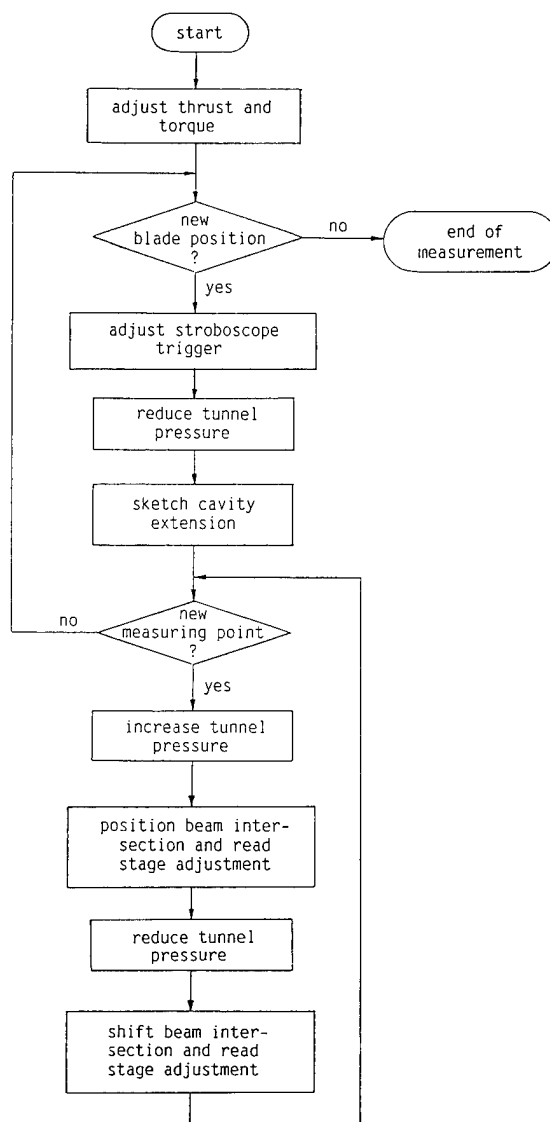 start
adjust thrust and
torque
new
blade position
?
no
end of
measurement
yes
adjust stroboscope
trigger
reduce tunnel
pressure
sketch cavity
extension
no
new
measuring point
?
yes
increase tunnel
pressure
position beam inter-
section and read
stage adjustment
reduce tunnel
pressure
shift beam inter-
section and read
stage adjustment